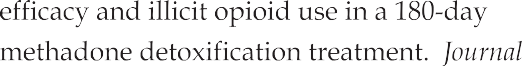 efficacy and illicit opioid use in a 180-day
methadone detoxification treatment. Journal